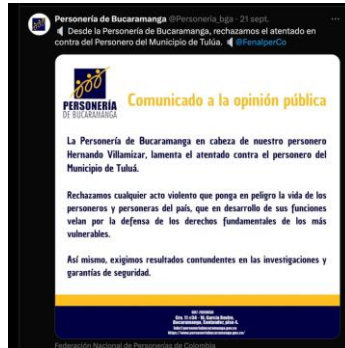 Personería de Bucaramanga @Personeria_bga · 21 sept.
Desde la Personería de Bucaramanga, rechazamos el atentado en
contra del Personero del Municipio de Tulúa. @FenalperCo
PERSONERÍA
DE BUCARAMANGA
Comunicado a la opinión pública
La Personería de Bucaramanga en cabeza de nuestro personero
Hernando Villamizar, lamenta el atentado contra el personero del
Municipio de Tuluá.
Rechazamos cualquier acto violento que ponga en peligro la vida de los
personeros y personeras del país, que en desarrollo de sus funciones
velan por la defensa de los derechos fundamentales de los más
vulnerables.
Así mismo, exigimos resultados contundentes en las investigaciones y
garantías de seguridad.
Bucaramanga, Santander, piso 4.
Federación Nacional de Personerías de Colombia